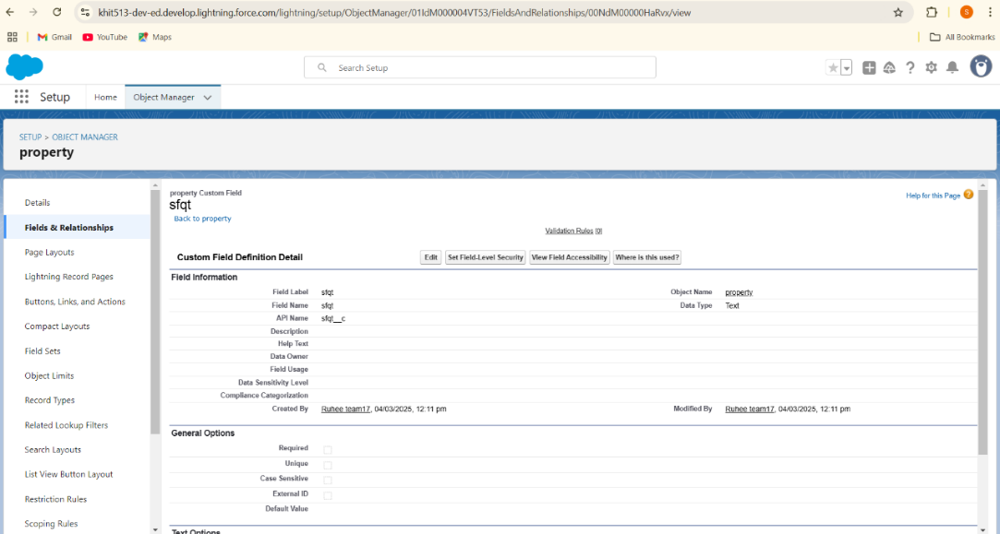 khit513-dev-ed.develop.lightning.force.com/lightning/setup/ObjectManager/01IdM000004VT53/FieldsAndRelationships/00NdM00000HaRvx/view
S
Gmail YouTube Maps All Bookmarks
Search Setup
Setup Home Object Manager
SETUP > OBJECT MANAGER
property
Details
Fields & Relationships
Page Layouts
Lightning Record Pages
Buttons, Links, and Actions
Compact Layouts
Field Sets
Object Limits
Record Types
Related Lookup Filters
Search Layouts
List View Button Layout
Restriction Rules
Scoping Rules
property Custom Field
sfqt
Back to property
Help for this Page ?
Validation Rules [0]
Custom Field Definition Detail Edit Set Field-Level Security View Field Accessibility Where is this used?
Field Information
Field Label sfqt Object Name property
Field Name sfqt Data Type Text
API Name sfqt__c
Description
Help Text
Data Owner
Field Usage
Data Sensitivity Level
Compliance Categorization
Created By Ruhee team17, 04/03/2025, 12:11 pm Modified By Ruhee team17, 04/03/2025, 12:11 pm
General Options
Required
Unique
Case Sensitive
External ID
Default Value
Text Options